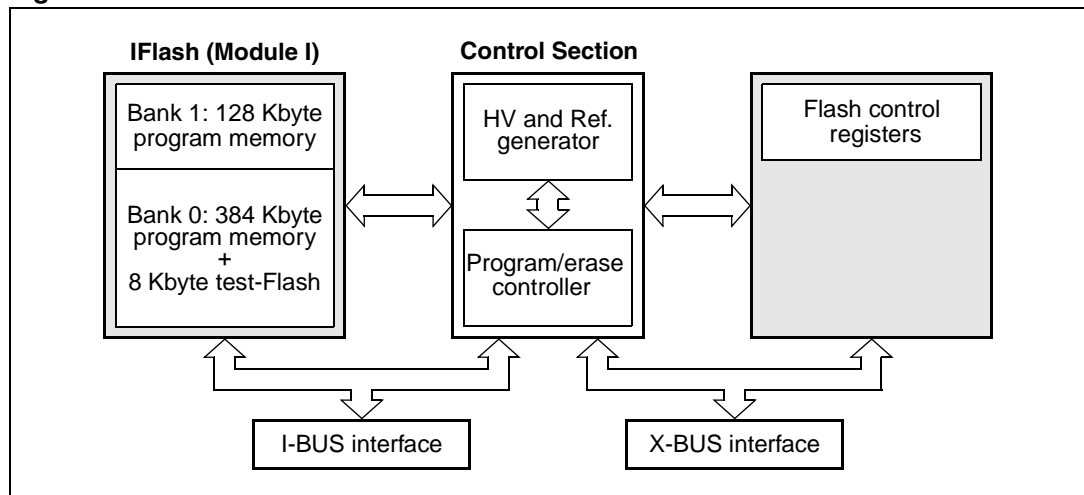 IFlash (Module I)
Bank 1: 128 Kbyte
program memory
Bank 0: 384 Kbyte
program memory
+
8 Kbyte test-Flash
Control Section
HV and Ref.
generator
Program/erase
controller
Flash control
registers
I-BUS interface
X-BUS interface